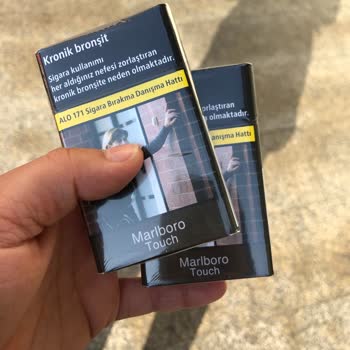 Kronik bronşit
Sigara kullanımı
her aldığınız nefesi zorlaştıran
kronik bronşite neden olmaktadır.
ALO 171 Sigara Bırakma Danışma Hattı
Marlboro
Touch
zorlaştıran
olmaktadır.
Danışma Hattı
Marlboro
Touch